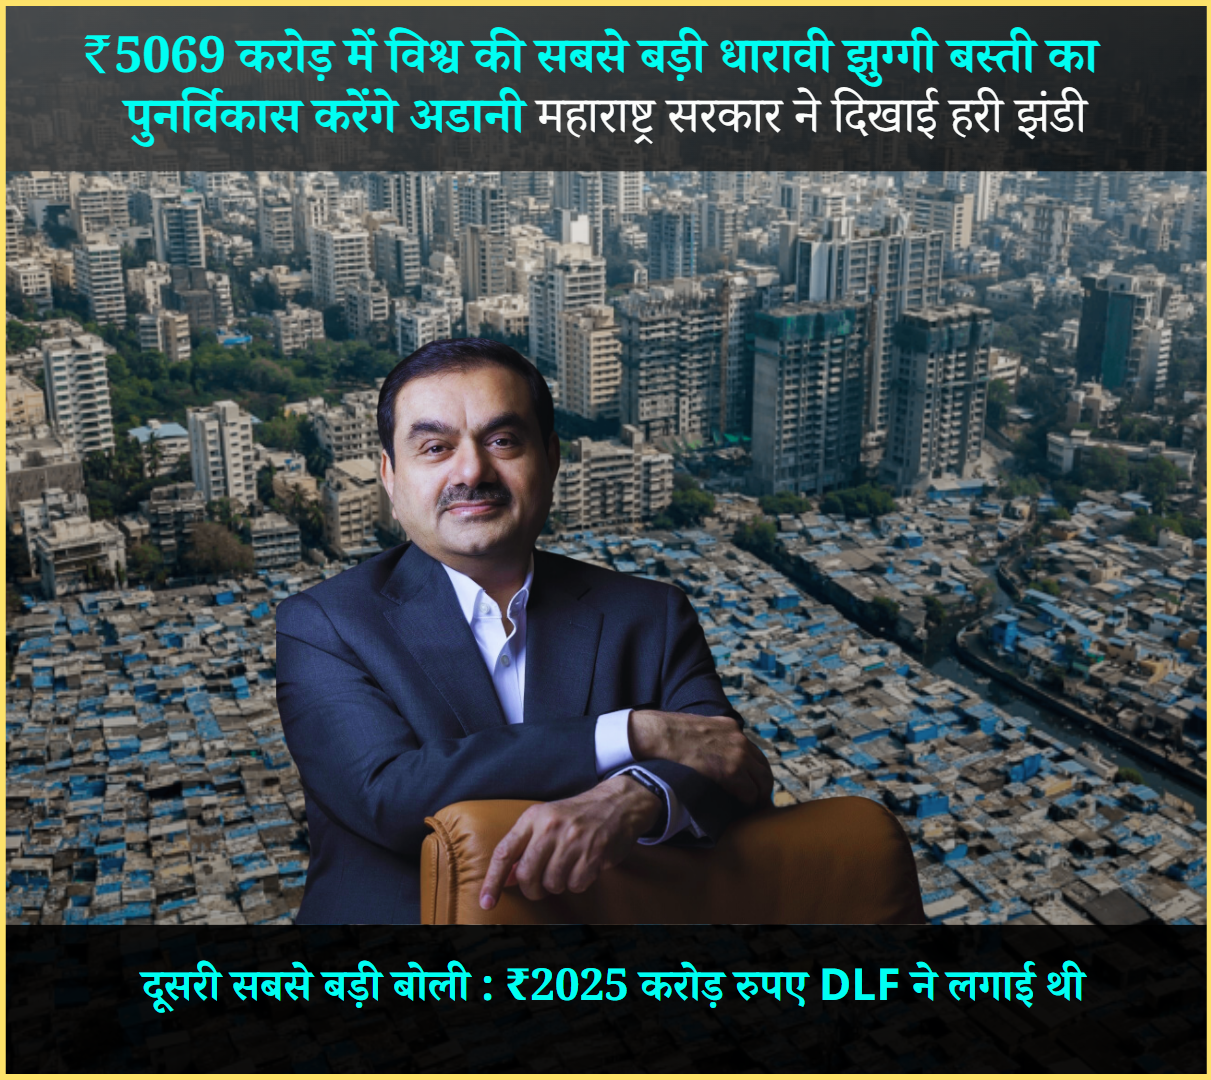 ₹5069 करोड़ में विश्व की सबसे बड़ी धारावी झुग्गी बस्ती का
पुनर्विकास करेंगे अडानी महाराष्ट्र सरकार ने दिखाई हरी झंडी
दूसरी सबसे बड़ी बोली : ₹2025 करोड़ रुपए DLF ने लगाई थी